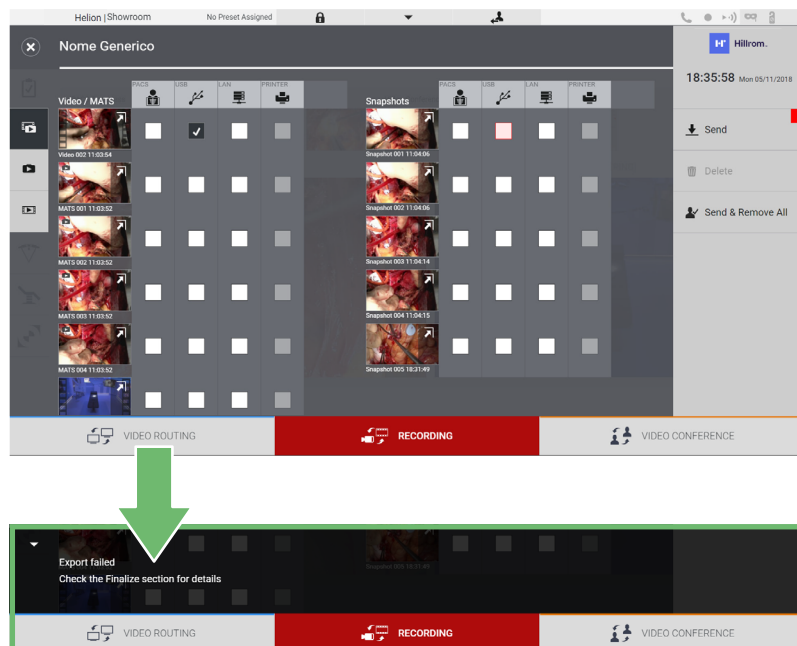 Helion | Showroom
No Preset Assigned
Nome Generico
Hillrom.
18:35:58 Mon 05/11/2018
Video / MATS
PACS
USB
LAN
PRINTER
Snapshots
PACS
USB
LAN
PRINTER
Video 002 11:03:54
Snapshot 001 11:04:06
MATS 001 11:03:52
Snapshot 002 11:04:06
MATS 002 11:03:52
Snapshot 003 11:04:14
MATS 003 11:03:52
Snapshot 004 11:04:15
MATS 004 11:03:52
Snapshot 005 18:31:49
Send
Delete
Send & Remove All
VIDEO ROUTING
RECORDING
VIDEO CONFERENCE
Export failed
Check the Finalize section for details
Snapshot 005 18:31:49
VIDEO ROUTING
RECORDING
VIDEO CONFERENCE